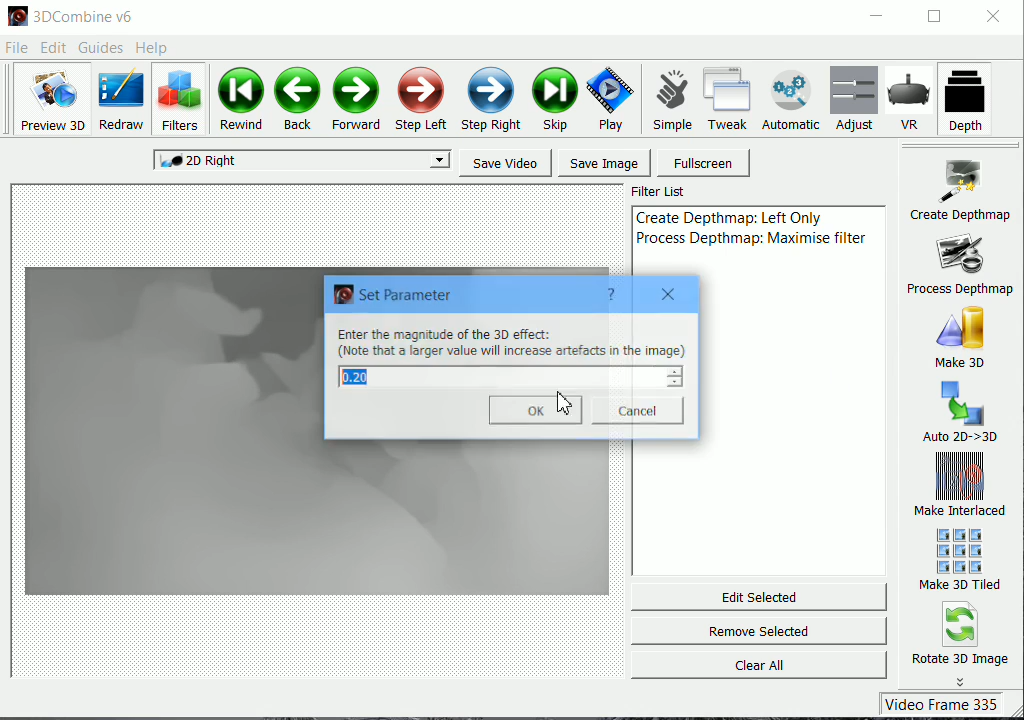 3DCombine v6
File Edit Guides Help
Preview 3D Redraw Filters Rewind Back Forward Step Left Step Right Skip Play Simple Tweak Automatic Adjust VR Depth
2D Right Save Video Save Image Fullscreen
Filter List
Create Depthmap: Left Only
Process Depthmap: Maximise filter
Set Parameter ?
Enter the magnitude of the 3D effect:
(Note that a larger value will increase artefacts in the image)
0.20
OK Cancel
Edit Selected
Remove Selected
Clear All
Create Depthmap
Process Depthmap
Make 3D
Auto 2D->3D
Make Interlaced
Make 3D Tiled
Rotate 3D Image
Video Frame 335